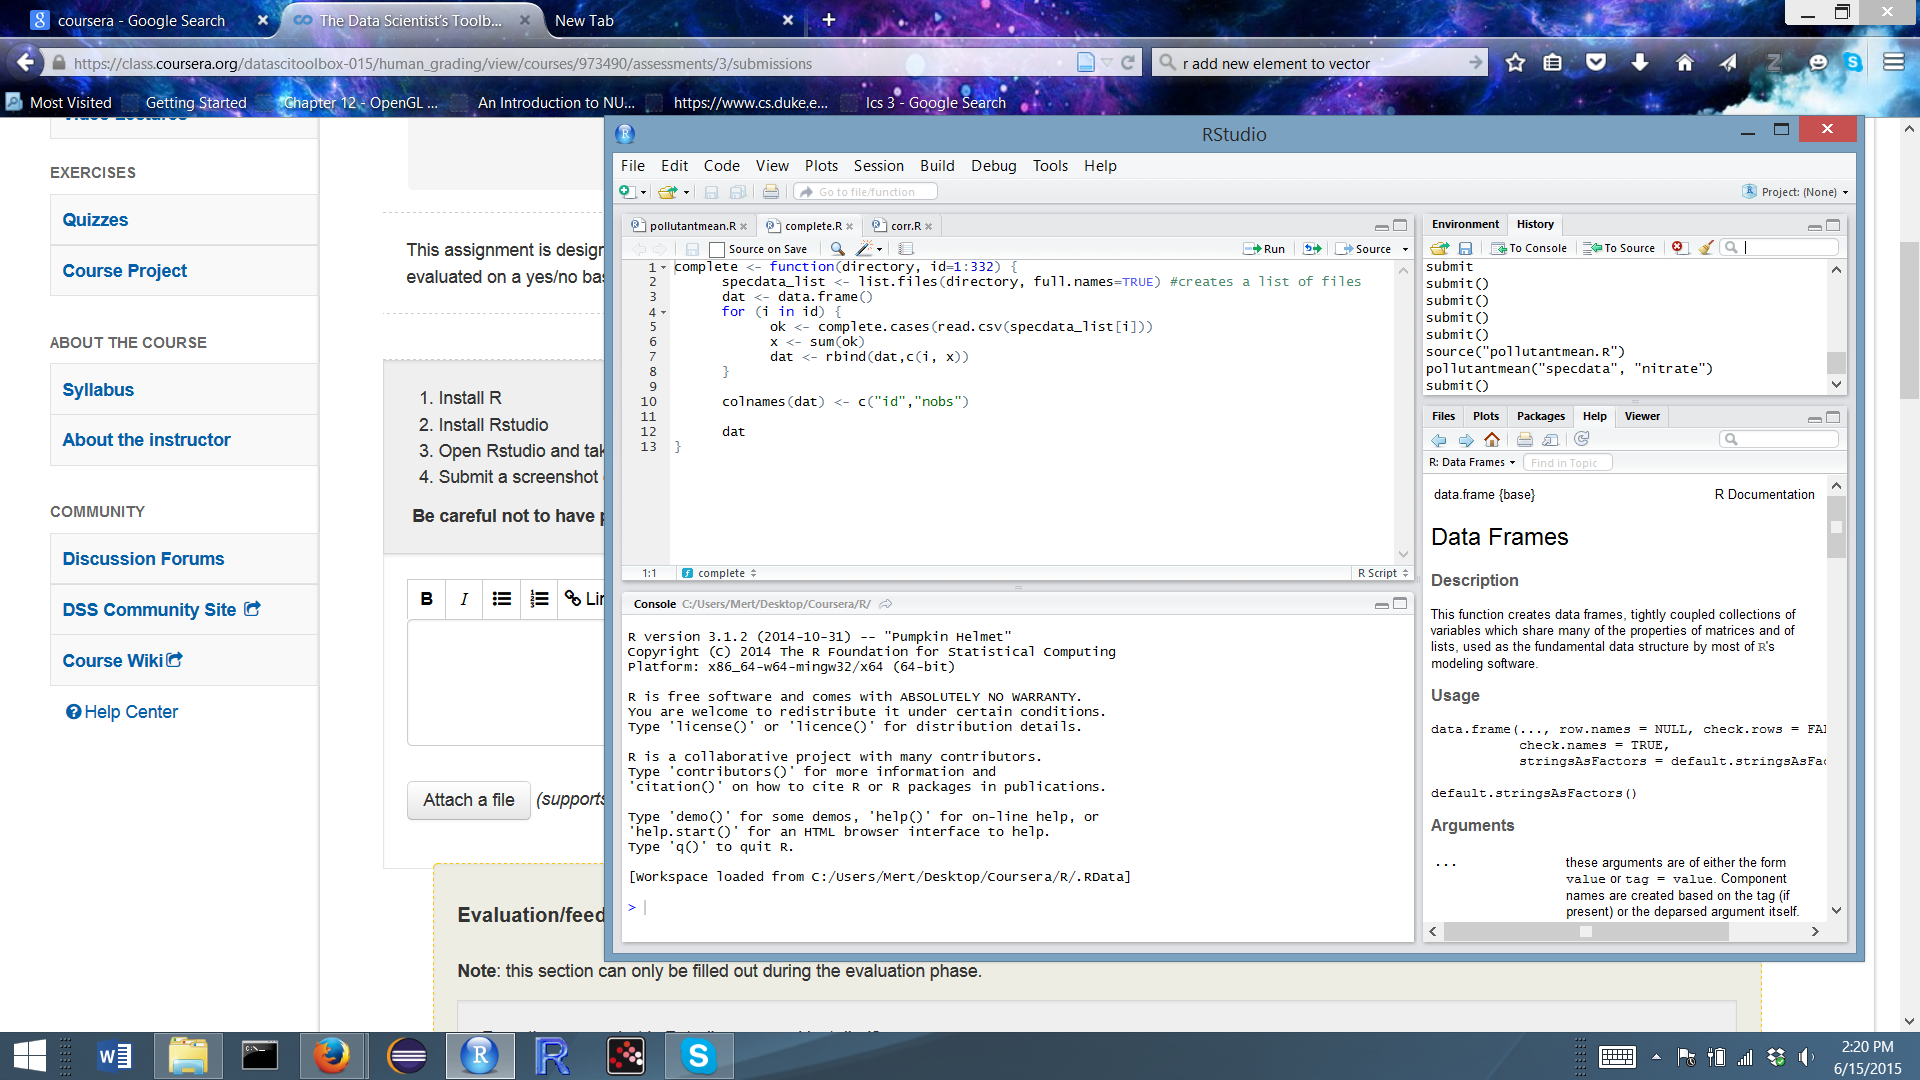 coursera - Google Search
The Data Scientist's Toolb...
New Tab
https://class.coursera.org/datascitoolbox-015/human_grading/view/courses/973490/assessments/3/submissions
r add new element to vector
Most Visited
Getting Started
Chapter 12 - OpenGL ...
An Introduction to NU...
https://www.cs.duke.e...
Ics 3 - Google Search
EXERCISES
Quizzes
Course Project
ABOUT THE COURSE
Syllabus
About the instructor
COMMUNITY
Discussion Forums
DSS Community Site
Course Wiki
Help Center
This assignment is design
evaluated on a yes/no ba
1. Install R
2. Install Rstudio
3. Open Rstudio and tak
4. Submit a screenshot
Be careful not to have p
B I Lin
Attach a file (supports
Evaluation/feed
Note: this section can only be filled out during the evaluation phase.
RStudio
File Edit Code View Plots Session Build Debug Tools Help
Go to file/function
Project: (None)
pollutantmean.R
complete.R
corr.R
Source on Save
Run
Source
1 complete <- function(directory, id=1:332) {
2 specdata_list <- list.files(directory, full.names=TRUE) #creates a list of files
3 dat <- data.frame()
4 for (i in id) {
5 ok <- complete.cases(read.csv(specdata_list[i]))
6 x <- sum(ok)
7 dat <- rbind(dat,c(i, x))
8 }
9
10 colnames(dat) <- c("id","nobs")
11
12 dat
13 }
1:1 complete R Script
Console C:/Users/Mert/Desktop/Coursera/R/
R version 3.1.2 (2014-10-31) -- "Pumpkin Helmet"
Copyright (C) 2014 The R Foundation for Statistical Computing
Platform: x86_64-w64-mingw32/x64 (64-bit)
R is free software and comes with ABSOLUTELY NO WARRANTY.
You are welcome to redistribute it under certain conditions.
Type 'license()' or 'licence()' for distribution details.
R is a collaborative project with many contributors.
Type 'contributors()' for more information and
'citation()' on how to cite R or R packages in publications.
Type 'demo()' for some demos, 'help()' for on-line help, or
'help.start()' for an HTML browser interface to help.
Type 'q()' to quit R.
[Workspace loaded from C:/Users/Mert/Desktop/Coursera/R/.RData]
>
Environment History
To Console To Source
submit
submit()
submit()
submit()
submit()
source("pollutantmean.R")
pollutantmean("specdata", "nitrate")
submit()
Files Plots Packages Help Viewer
R: Data Frames Find in Topic
data.frame {base} R Documentation
Data Frames
Description
This function creates data frames, tightly coupled collections of
variables which share many of the properties of matrices and of
lists, used as the fundamental data structure by most of R's
modeling software.
Usage
data.frame(..., row.names = NULL, check.rows = FAL
check.names = TRUE,
stringsAsFactors = default.stringsAsFac
default.stringsAsFactors()
Arguments
... these arguments are of either the form
value or tag = value. Component
names are created based on the tag (if
present) or the deparsed argument itself.
2:20 PM
6/15/2015